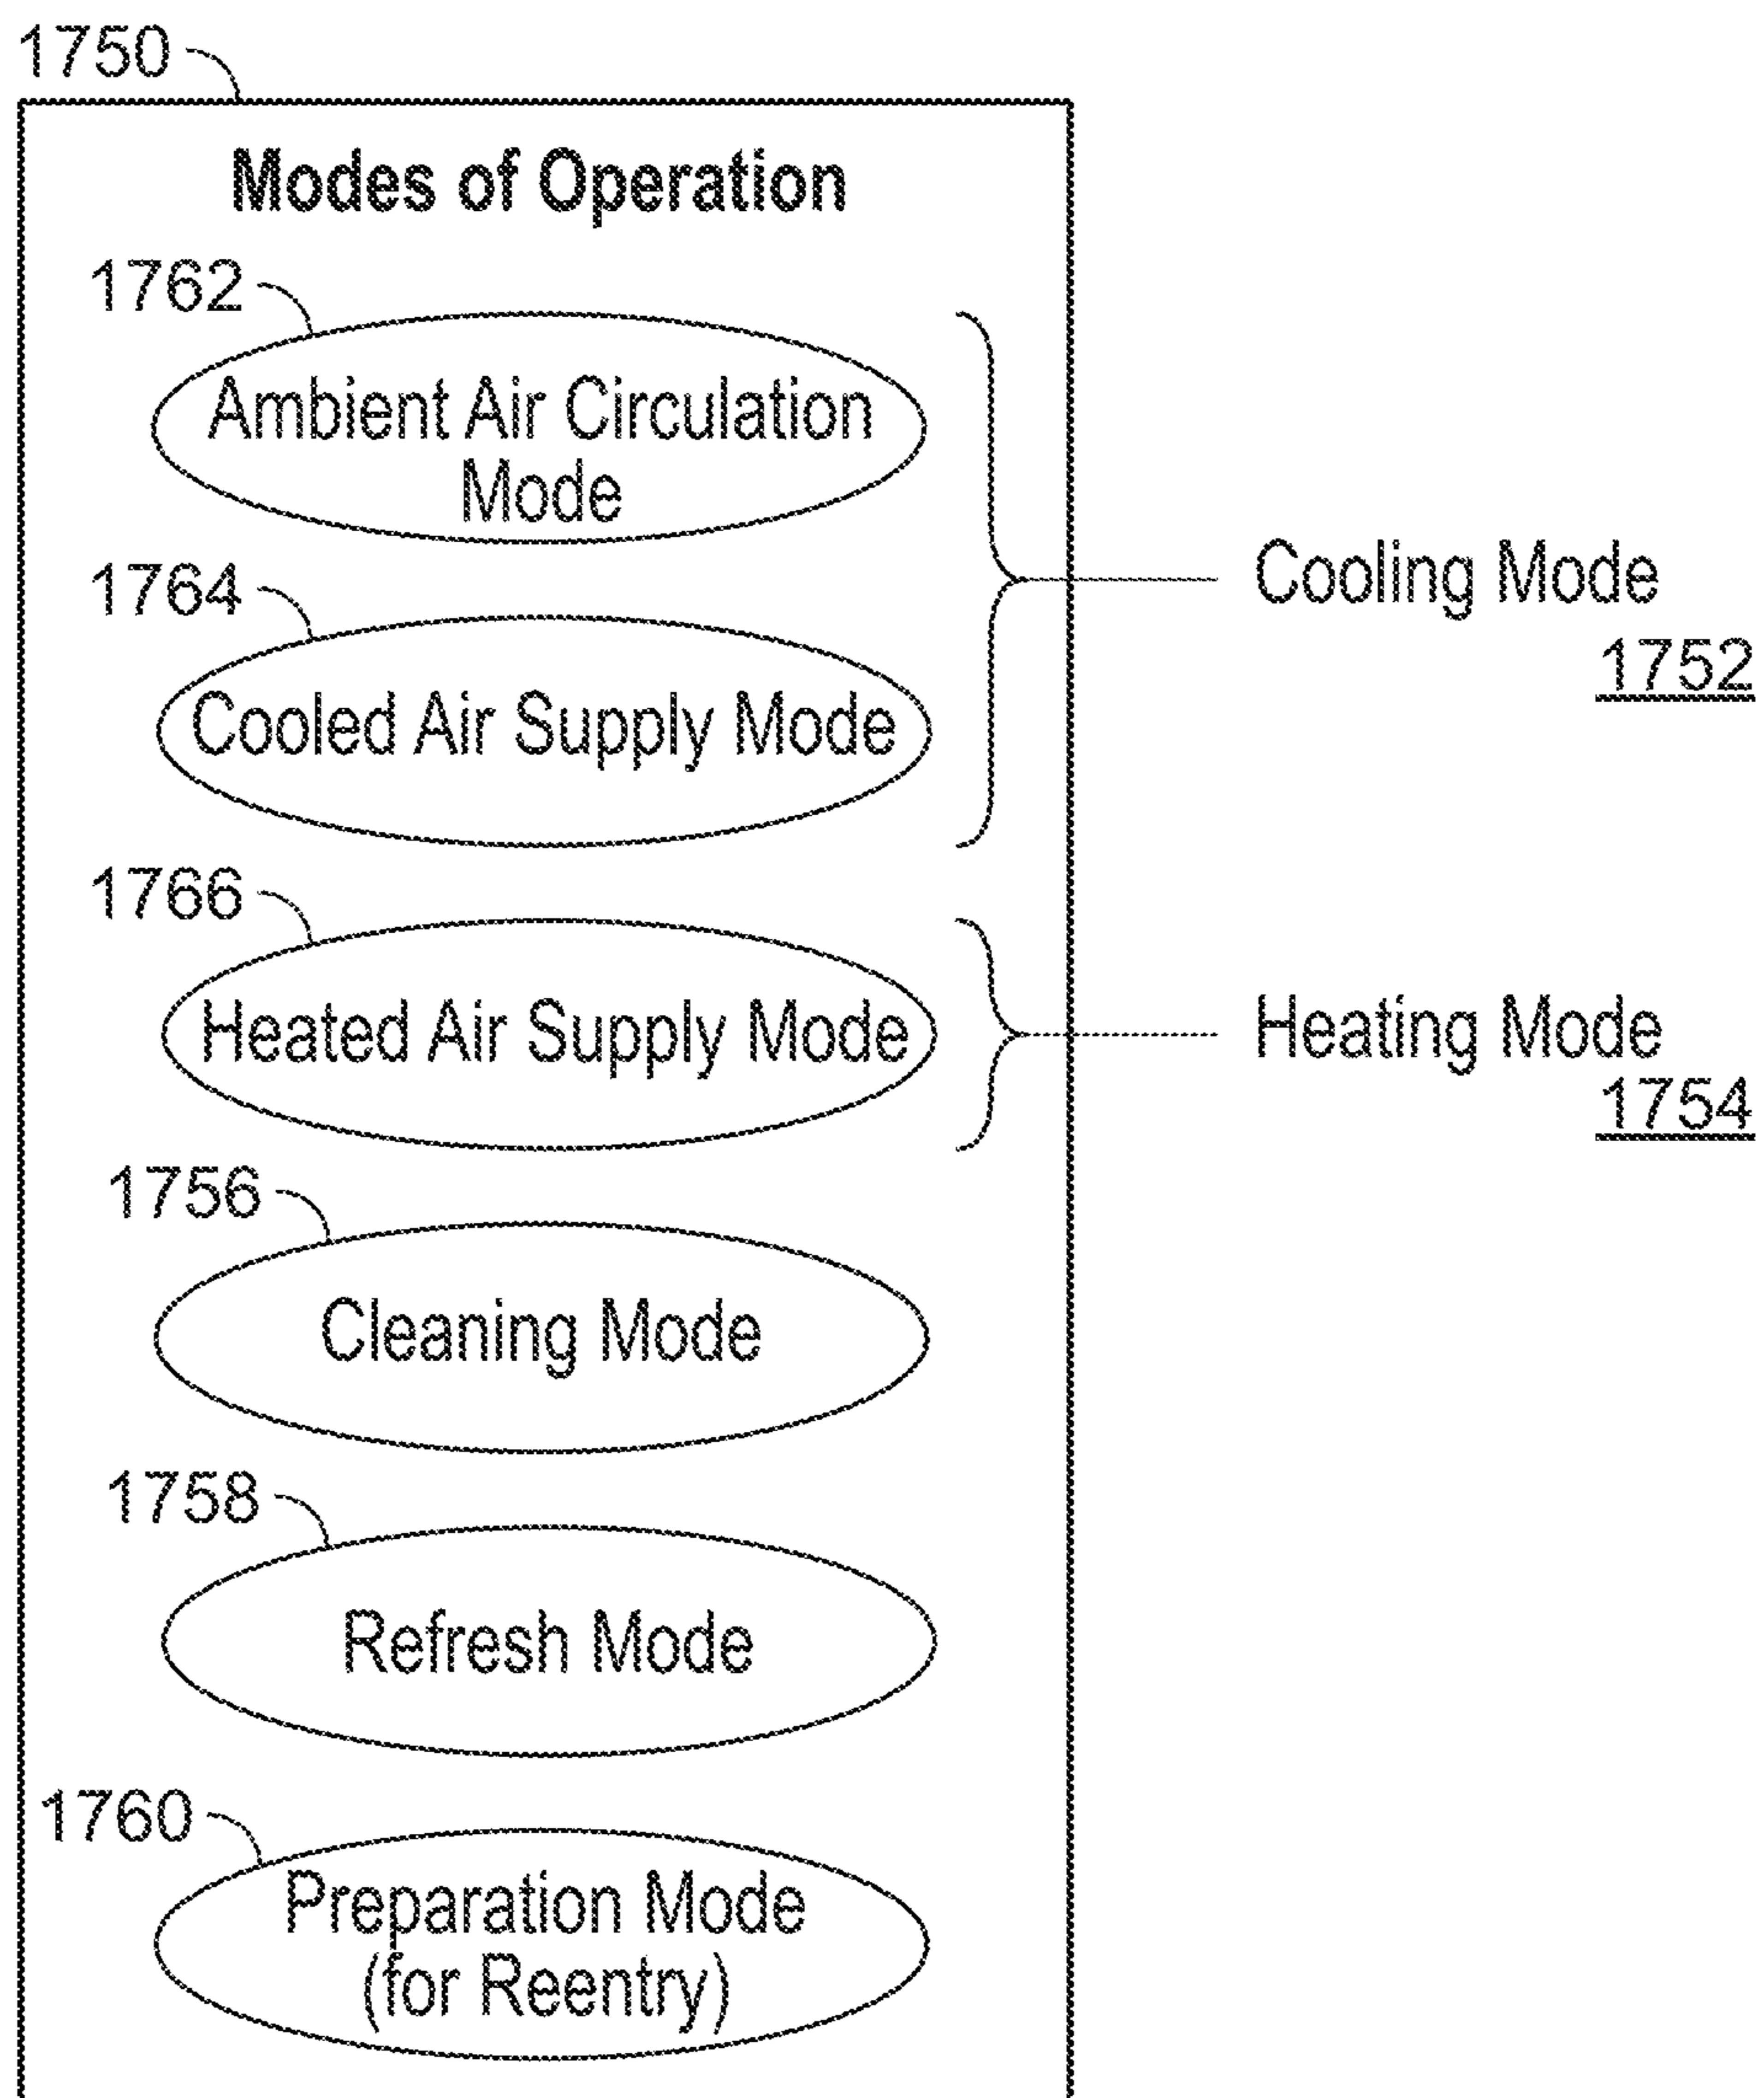 1750
Modes of Operation
1762
Ambient Air Circulation
Mode
1764
Cooled Air Supply Mode
Cooling Mode
1752
1766
Heated Air Supply Mode
Heating Mode
1754
1756
Cleaning Mode
1758
Refresh Mode
1760
Preparation Mode
(for Reentry)